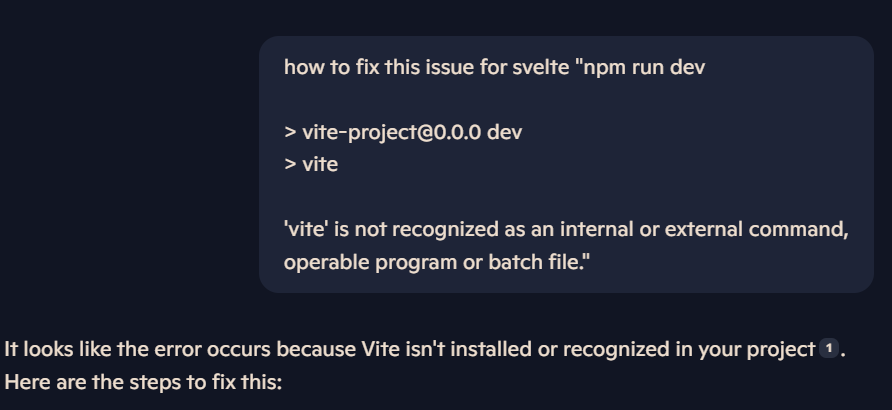 how to fix this issue for svelte "npm run dev
> vite-project@0.0.0 dev
> vite
'vite' is not recognized as an internal or external command,
operable program or batch file."
It looks like the error occurs because Vite isn't installed or recognized in your project 1 .
Here are the steps to fix this: